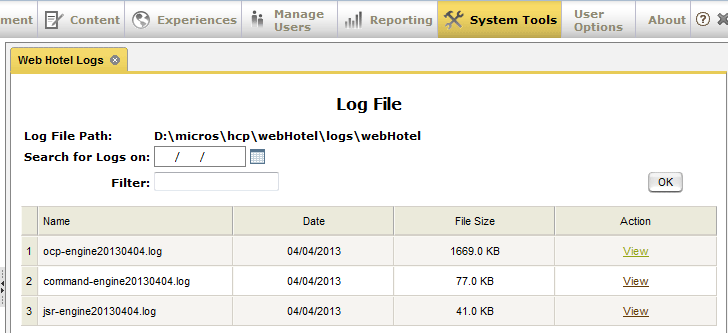 ment Content Experiences Manage Users Reporting System Tools User Options About ?
Web Hotel Logs
Log File
Log File Path: D:\micros\hcp\webHotel\logs\webHotel
Search for Logs on: / /
Filter:
OK
Name Date File Size Action
1 ocp-engine20130404.log 04/04/2013 1669.0 KB View
2 command-engine20130404.log 04/04/2013 77.0 KB View
3 jsr-engine20130404.log 04/04/2013 41.0 KB View